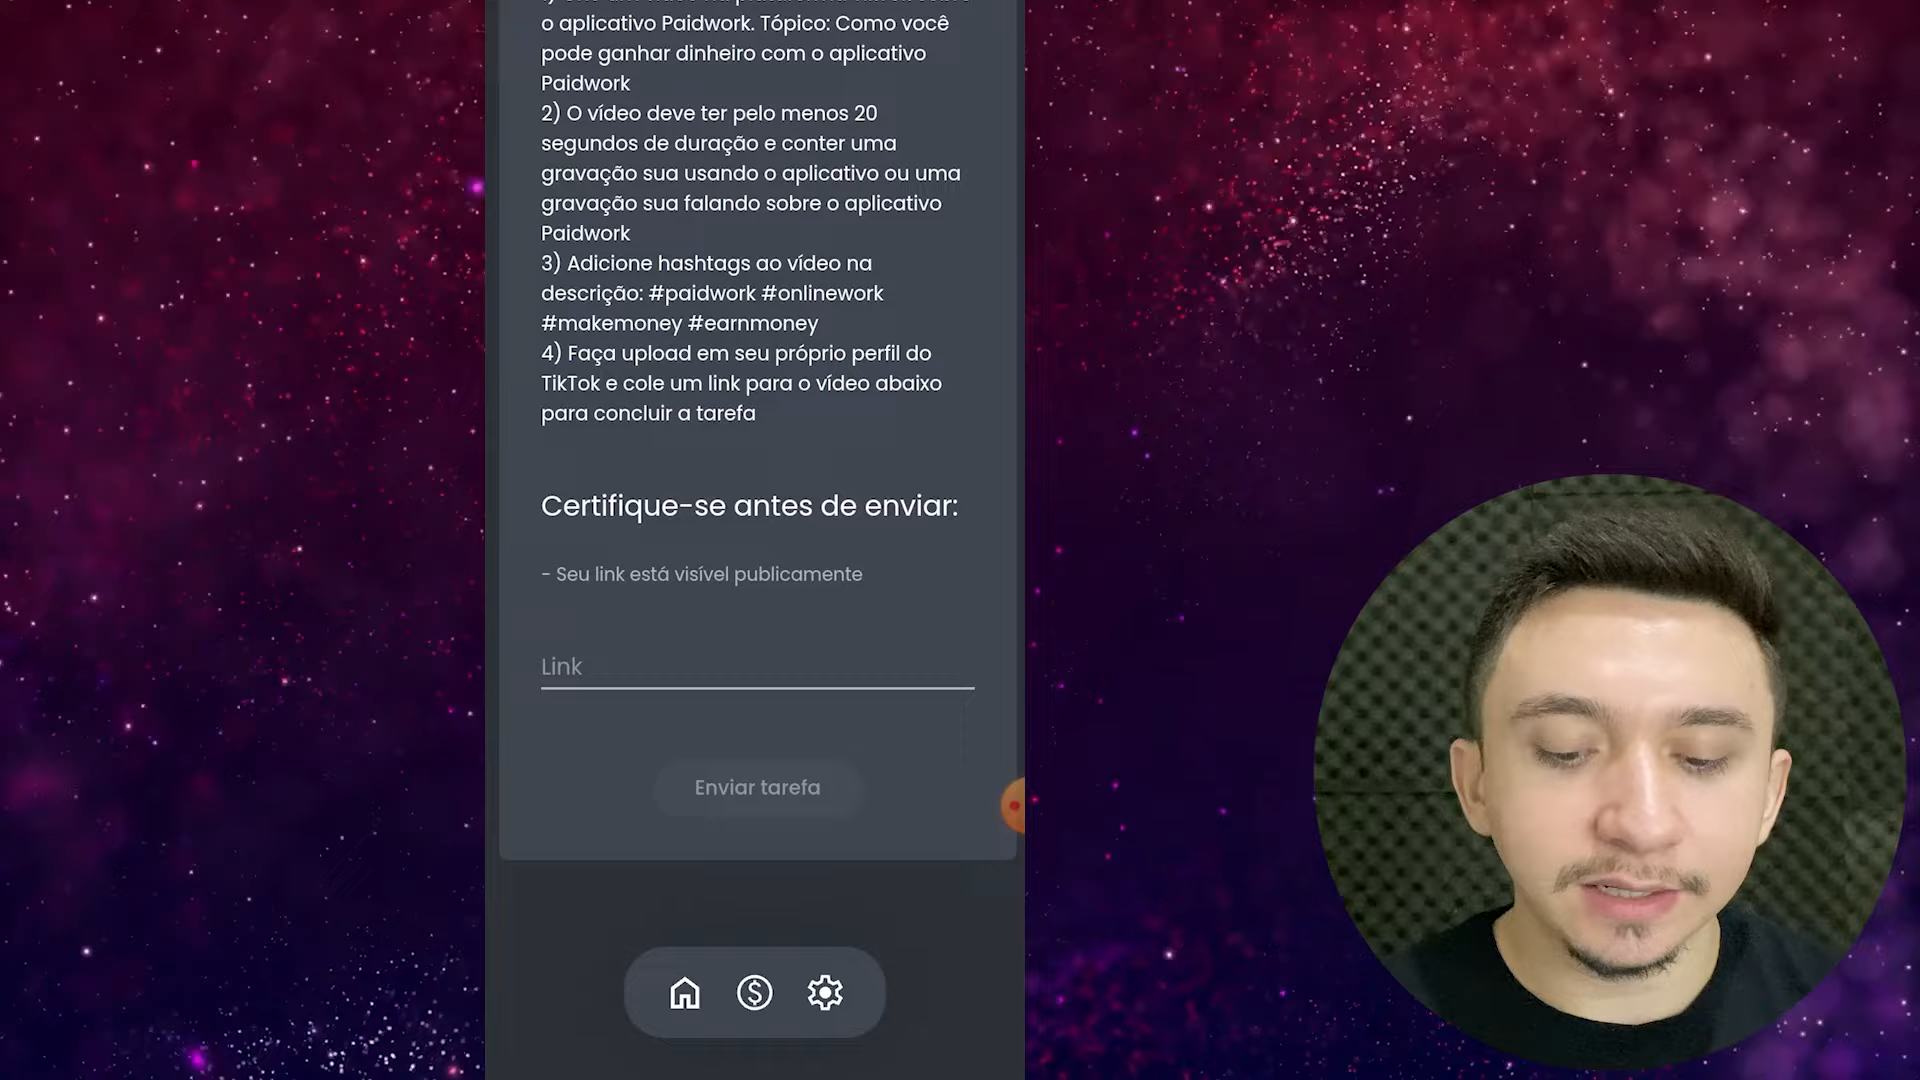 o aplicativo Paidwork. Tópico: Como você
pode ganhar dinheiro com o aplicativo
Paidwork
2) O vídeo deve ter pelo menos 20
segundos de duração e conter uma
gravação sua usando o aplicativo ou uma
gravação sua falando sobre o aplicativo
Paidwork
3) Adicione hashtags ao vídeo na
descrição: #paidwork #onlinework
#makemoney #earnmoney
4) Faça upload em seu próprio perfil do
TikTok e cole um link para o vídeo abaixo
para concluir a tarefa
Certifique-se antes de enviar:
- Seu link está visível publicamente
Link
Enviar tarefa